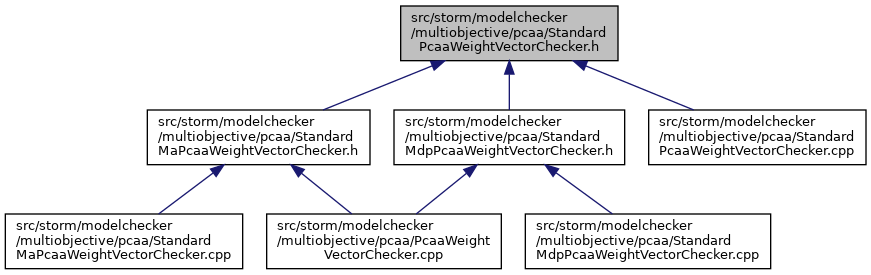 src/storm/modelchecker
/multiobjective/pcaa/Standard
PcaaWeightVectorChecker.h
src/storm/modelchecker
/multiobjective/pcaa/Standard
MaPcaaWeightVectorChecker.h
src/storm/modelchecker
/multiobjective/pcaa/Standard
MdpPcaaWeightVectorChecker.h
src/storm/modelchecker
/multiobjective/pcaa/Standard
PcaaWeightVectorChecker.cpp
src/storm/modelchecker
/multiobjective/pcaa/Standard
MaPcaaWeightVectorChecker.cpp
src/storm/modelchecker
/multiobjective/pcaa/PcaaWeight
VectorChecker.cpp
src/storm/modelchecker
/multiobjective/pcaa/Standard
MdpPcaaWeightVectorChecker.cpp